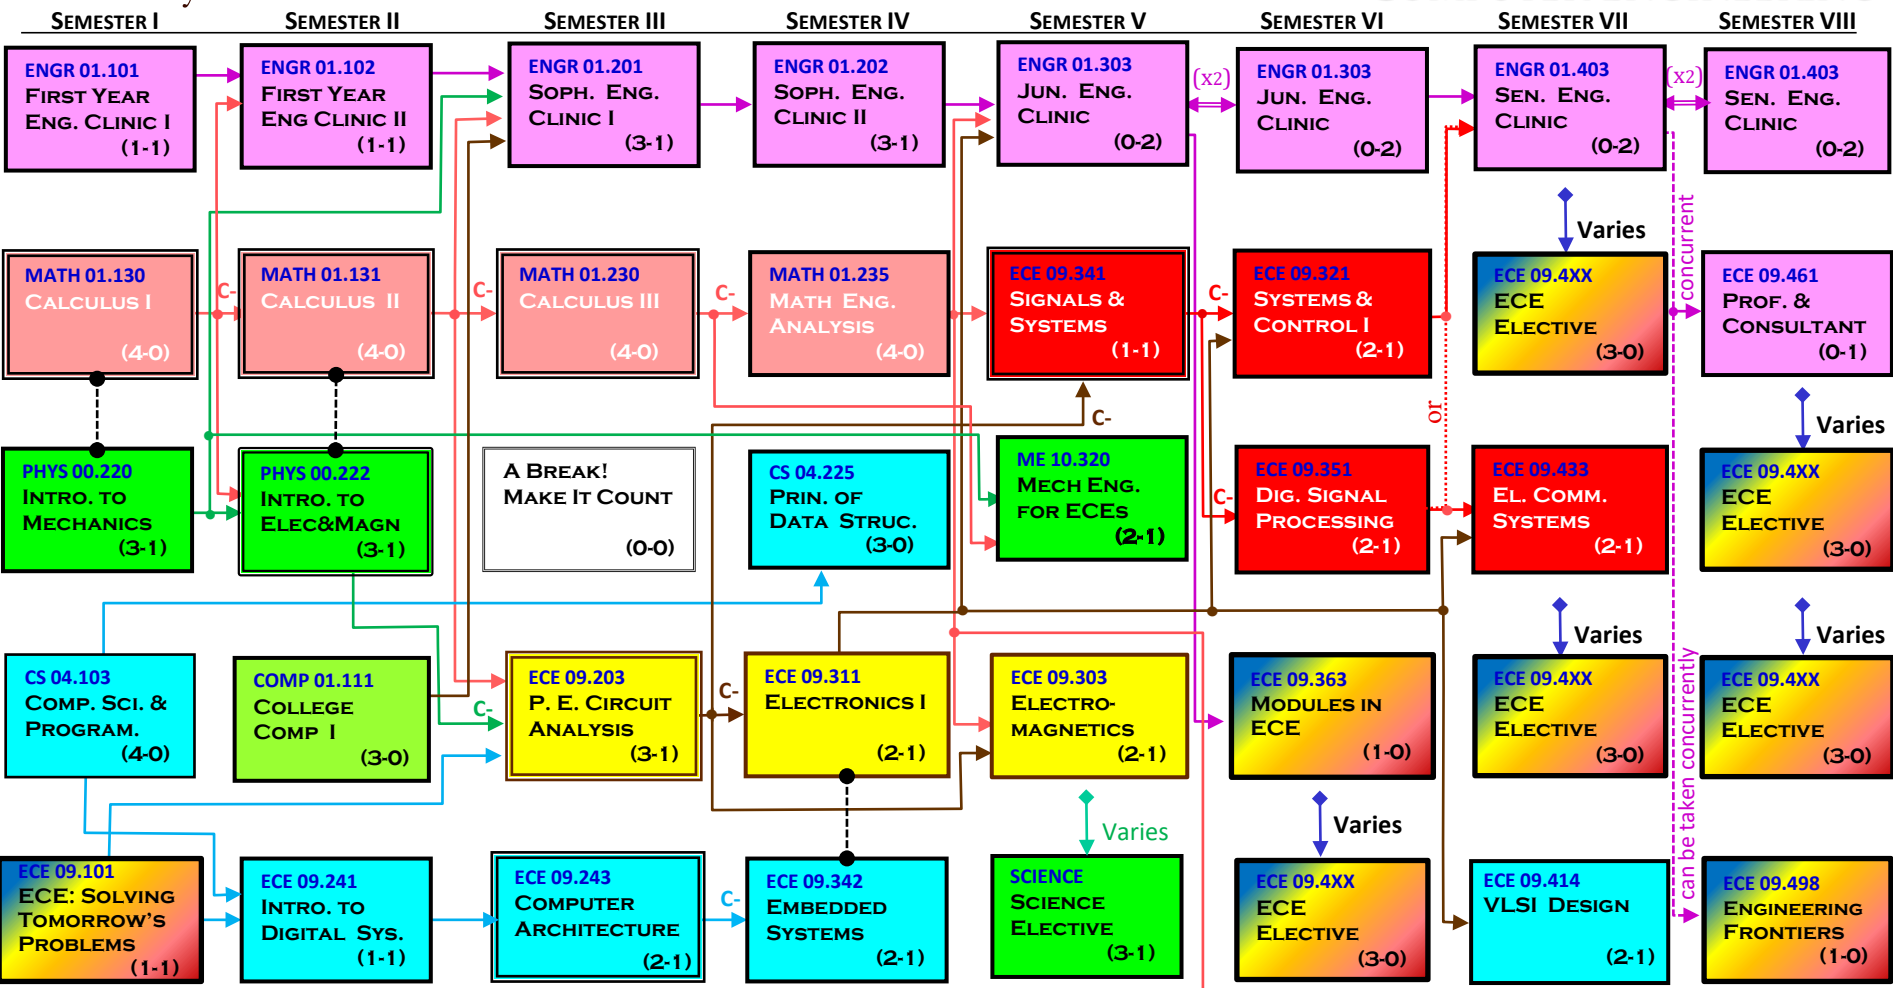 SEMESTER I SEMESTER II SEMESTER III SEMESTER IV SEMESTER V SEMESTER VI SEMESTER VII SEMESTER VIII
ENGR 01.101
FIRST YEAR
ENG. CLINIC I
(1-1)
ENGR 01.102
FIRST YEAR
ENG CLINIC II
(1-1)
ENGR 01.201
SOPH. ENG.
CLINIC I
(3-1)
ENGR 01.202
SOPH. ENG.
CLINIC II
(3-1)
ENGR 01.303
JUN. ENG.
CLINIC
(0-2)
(x2)
ENGR 01.303
JUN. ENG.
CLINIC
(0-2)
ENGR 01.403
SEN. ENG.
CLINIC
(0-2)
(x2)
ENGR 01.403
SEN. ENG.
CLINIC
(0-2)
MATH 01.130
CALCULUS I
(4-0)
C-
MATH 01.131
CALCULUS II
(4-0)
C-
MATH 01.230
CALCULUS III
(4-0)
C-
MATH 01.235
MATH ENG.
ANALYSIS
(4-0)
ECE 09.341
SIGNALS &
SYSTEMS
(1-1)
C-
C-
ECE 09.321
SYSTEMS &
CONTROL I
(2-1)
or
Varies
ECE 09.4XX
ECE
ELECTIVE
(3-0)
concurrent
ECE 09.461
PROF. &
CONSULTANT
(0-1)
PHYS 00.220
INTRO. TO
MECHANICS
(3-1)
PHYS 00.222
INTRO. TO
ELEC&MAGN
(3-1)
A BREAK!
MAKE IT COUNT
(0-0)
CS 04.225
PRIN. OF
DATA STRUC.
(3-0)
ME 10.320
MECH ENG.
FOR ECES
(2-1)
C-
ECE 09.351
DIG. SIGNAL
PROCESSING
(2-1)
ECE 09.433
EL. COMM.
SYSTEMS
(2-1)
Varies
ECE 09.4XX
ECE
ELECTIVE
(3-0)
CS 04.103
COMP. SCI. &
PROGRAM.
(4-0)
COMP 01.111
COLLEGE
COMP I
(3-0)
C-
ECE 09.203
P. E. CIRCUIT
ANALYSIS
(3-1)
C-
ECE 09.311
ELECTRONICS I
(2-1)
ECE 09.303
ELECTRO-
MAGNETICS
(2-1)
ECE 09.363
MODULES IN
ECE
(1-0)
Varies
ECE 09.4XX
ECE
ELECTIVE
(3-0)
can be taken concurrently
Varies
ECE 09.4XX
ECE
ELECTIVE
(3-0)
ECE 09.101
ECE: SOLVING
TOMORROW'S
PROBLEMS
(1-1)
ECE 09.241
INTRO. TO
DIGITAL SYS.
(1-1)
ECE 09.243
COMPUTER
ARCHITECTURE
(2-1)
C-
ECE 09.342
EMBEDDED
SYSTEMS
(2-1)
Varies
SCIENCE
SCIENCE
ELECTIVE
(3-1)
Varies
ECE 09.4XX
ECE
ELECTIVE
(3-0)
ECE 09.414
VLSI DESIGN
(2-1)
ECE 09.498
ENGINEERING
FRONTIERS
(1-0)